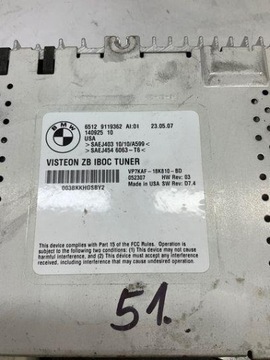 BMW
6512 9119362 AI:01 23.05.07
140925 10
USA
>SAEJ403 10/10/A599<
>SAE454 6063-T6<
VISTEON ZB IBOC TUNER
VP7KAF-18K810-BD
052307 HW Rev: 03
Made in USA SW Rev: D7.4
0038KKHGSBY2
This device complies with Part 15 of the FCC Rules. Operation is subject
to the following two conditions: (1) This device may not cause
harmful interference, and (2) this device must accept any
interference received, including interference that may cause
undesired operation.
51.